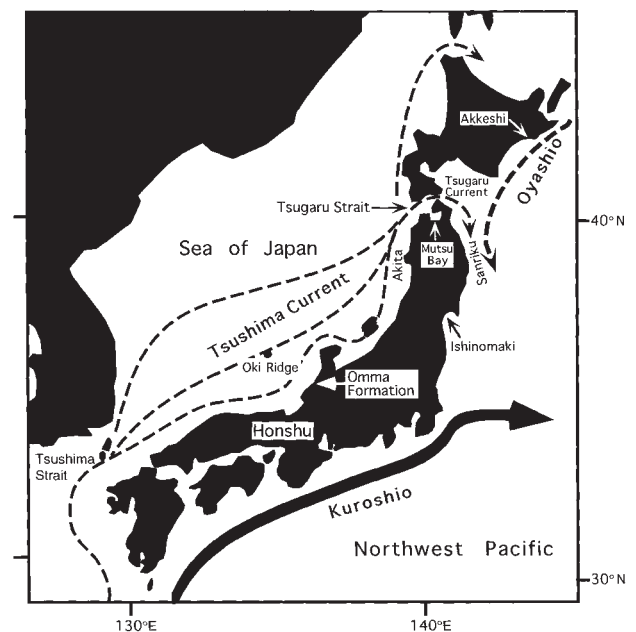 Akkeshi
Oyashio
Tsugaru
Current
Tsugaru Strait
40°N
Sea of Japan
Mutsu
Bay
Akita
Sanriku
Tsushima Current
Ishinomaki
Oki Ridge
Omma
Formation
Honshu
Tsushima
Strait
Kuroshio
Northwest Pacific
30°N
130°E
140°E